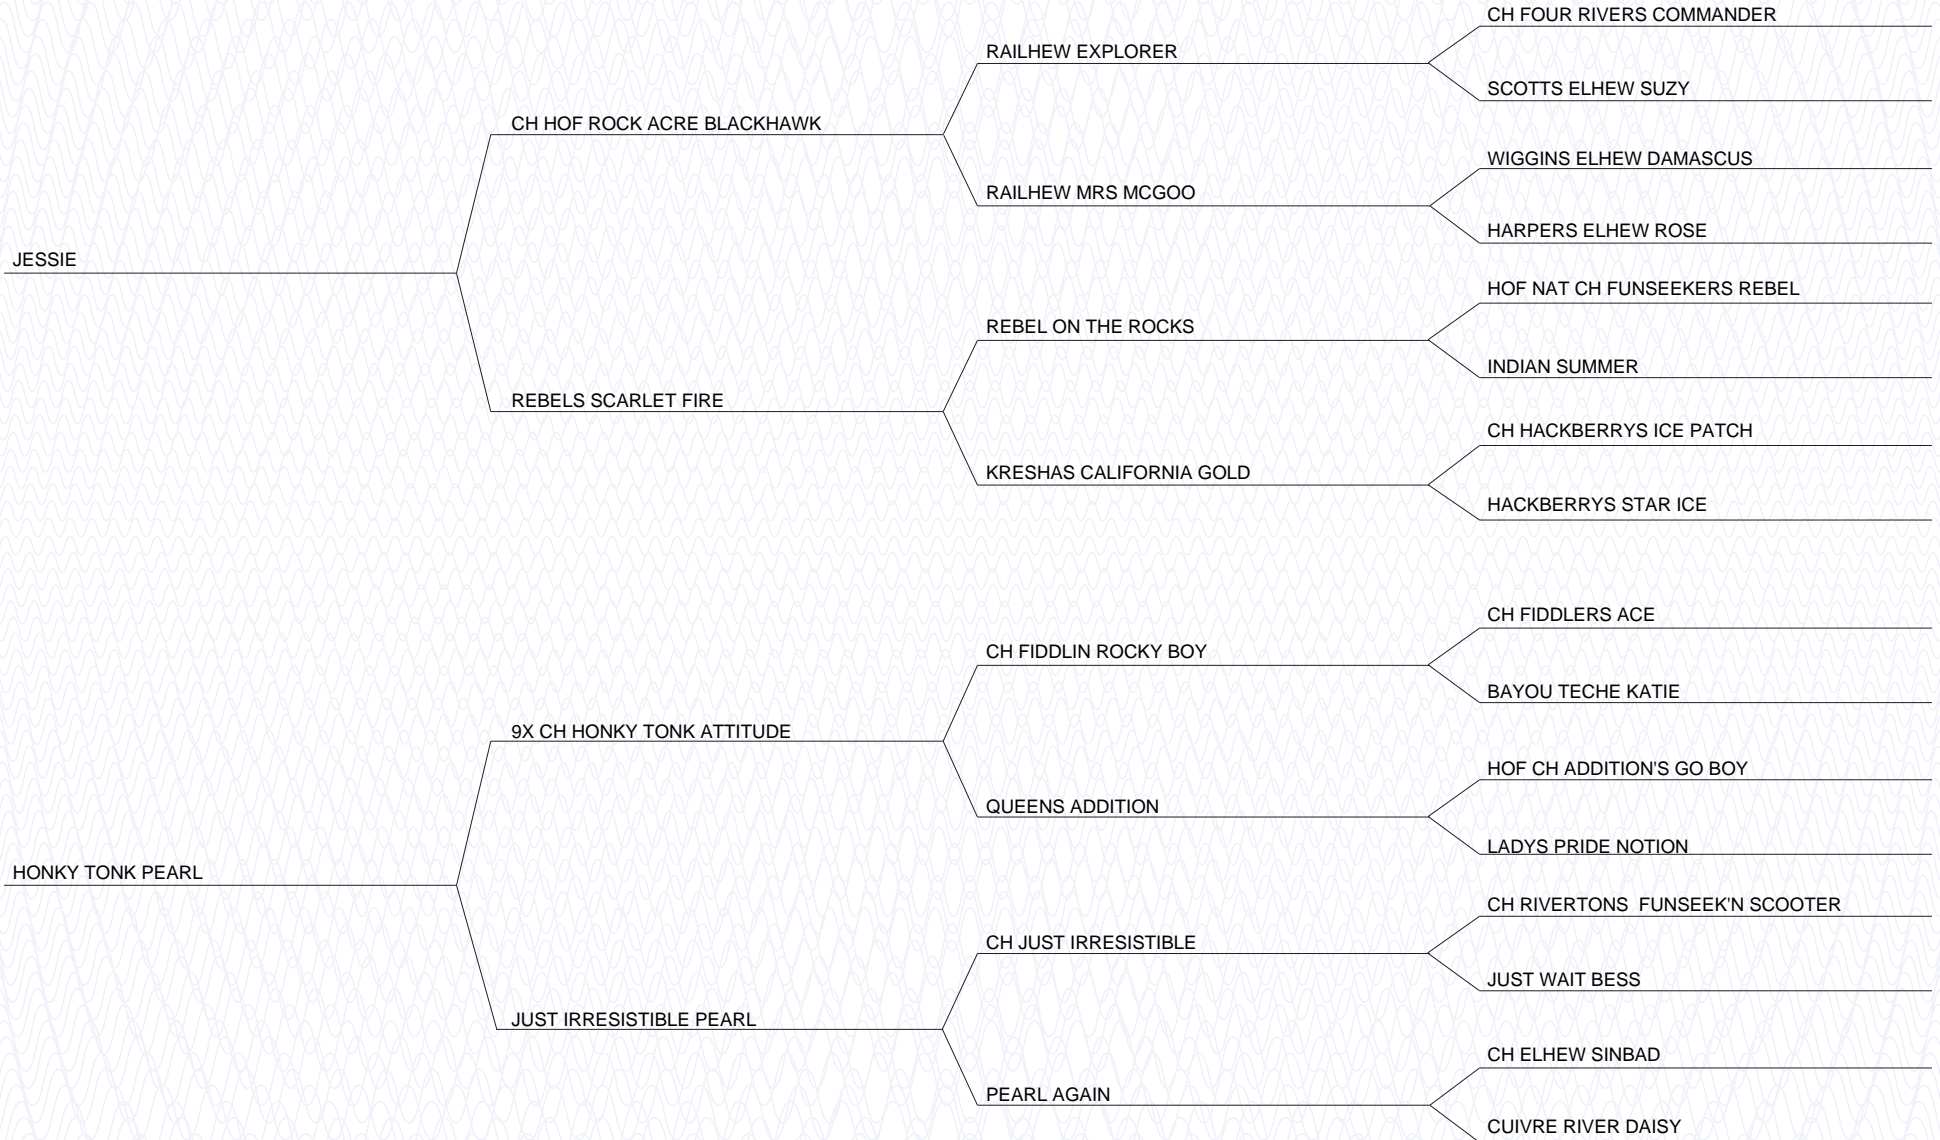 CH FOUR RIVERS COMMANDER
RAILHEW EXPLORER
SCOTTS ELHEW SUZY
CH HOF ROCK ACRE BLACKHAWK
WIGGINS ELHEW DAMASCUS
RAILHEW MRS MCGOO
HARPERS ELHEW ROSE
JESSIE
HOF NAT CH FUNSEEKERS REBEL
REBEL ON THE ROCKS
INDIAN SUMMER
REBELS SCARLET FIRE
CH HACKBERRYS ICE PATCH
KRESHAS CALIFORNIA GOLD
HACKBERRYS STAR ICE
CH FIDDLERS ACE
CH FIDDLIN ROCKY BOY
BAYOU TECHE KATIE
9X CH HONKY TONK ATTITUDE
HOF CH ADDITION'S GO BOY
QUEENS ADDITION
LADYS PRIDE NOTION
HONKY TONK PEARL
CH RIVERTONS  FUNSEEK'N SCOOTER
CH JUST IRRESISTIBLE
JUST WAIT BESS
JUST IRRESISTIBLE PEARL
CH ELHEW SINBAD
PEARL AGAIN
CUIVRE RIVER DAISY